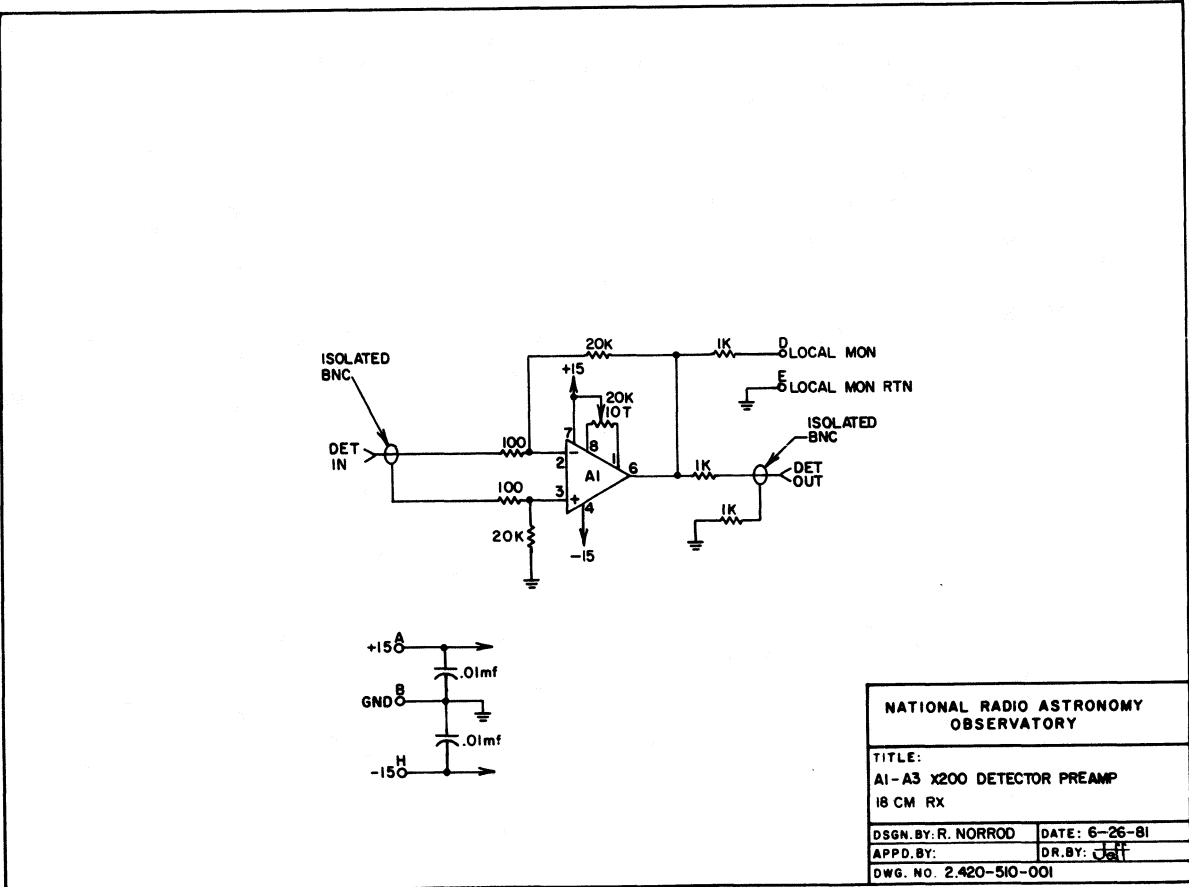 20K
1K
D
LOCAL MON
ISOLATED
BNC
+15
E
LOCAL MON RTN
20K
10T
ISOLATED
BNC
DET
IN
100
7
8
2
-
1
A1
6
1K
DET
OUT
100
3
+
4
1K
20K
-15
+15
A
.01mf
GND
B
.01mf
-15
H
NATIONAL RADIO ASTRONOMY
OBSERVATORY
TITLE:
A1-A3 X200 DETECTOR PREAMP
18 CM RX
DSGN.BY: R. NORROD DATE: 6-26-81
APPD.BY: DR.BY: Jeff
DWG. NO. 2.420-510-001